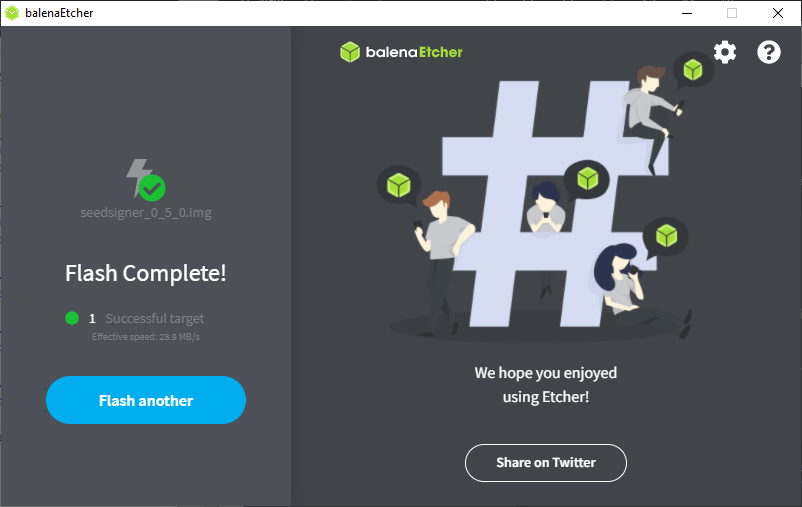 balenaEtcher
balenaEtcher
seedsigner_0_5_0.img
Flash Complete!
1 Successful target
Effective speed: 28.9 MB/s
Flash another
We hope you enjoyed
using Etcher!
Share on Twitter